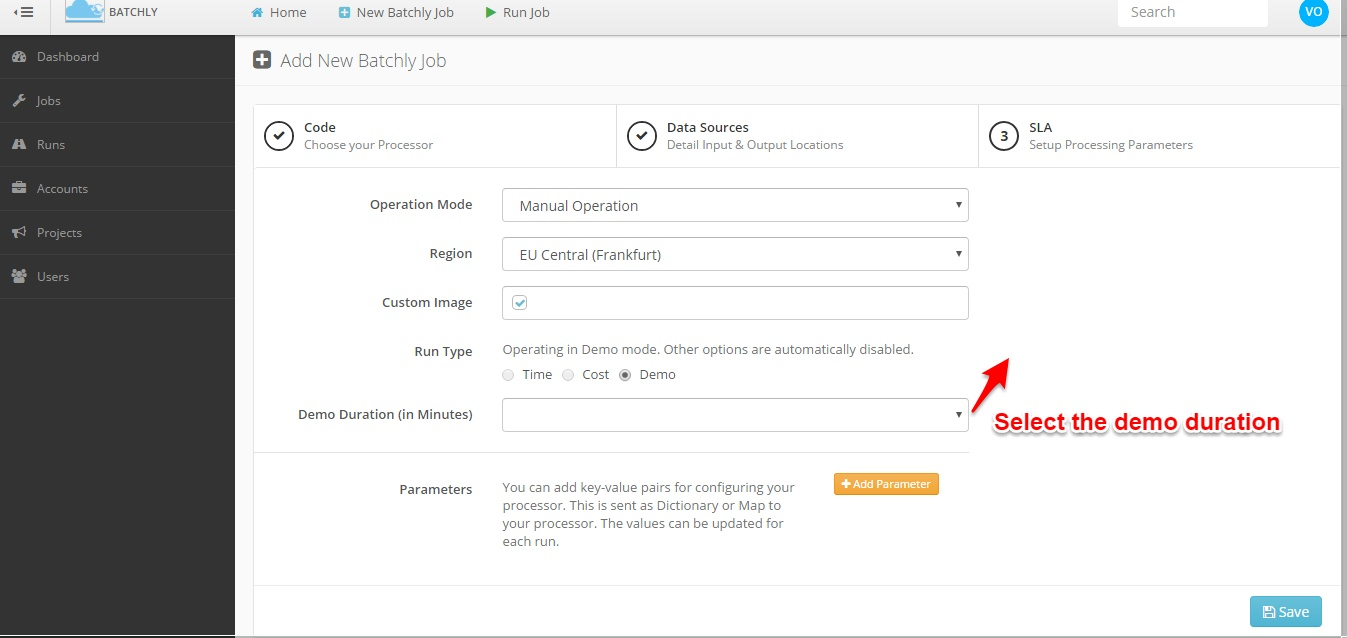 BATCHLY Home New Batchly Job Run Job Search VO
Dashboard
Jobs
Runs
Accounts
Projects
Users
Add New Batchly Job
Code
Choose your Processor
Data Sources
Detail Input & Output Locations
3 SLA
Setup Processing Parameters
Operation Mode Manual Operation
Region EU Central (Frankfurt)
Custom Image
Run Type Operating in Demo mode. Other options are automatically disabled.
Time Cost Demo
Demo Duration (in Minutes)
Select the demo duration
Parameters
You can add key-value pairs for configuring your
processor. This is sent as Dictionary or Map to
your processor. The values can be updated for
each run.
Add Parameter
Save